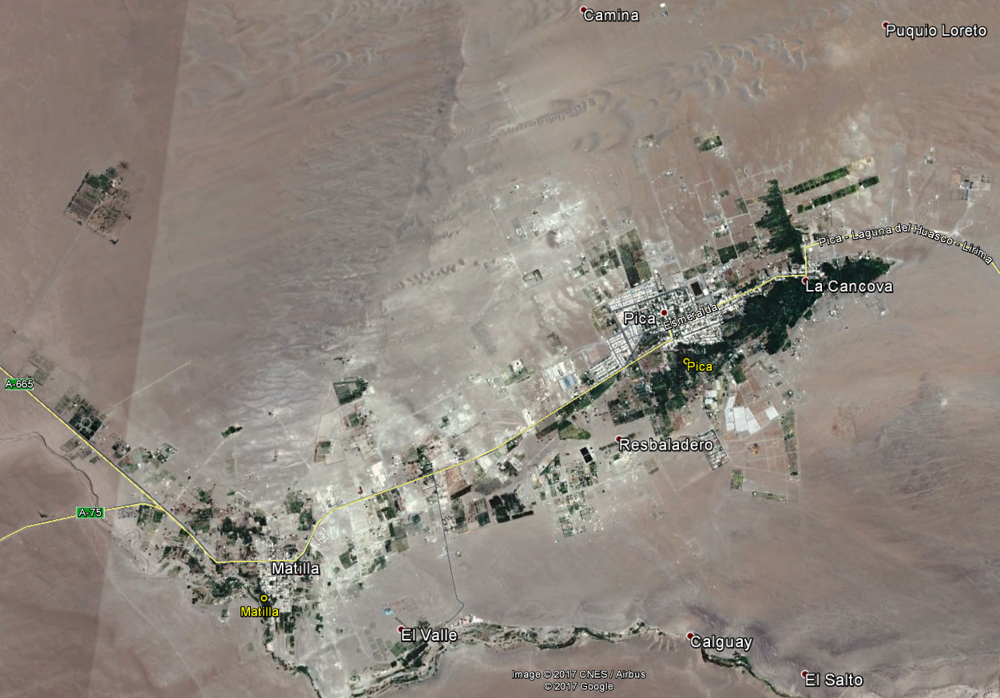 Camina
Puquio Loreto
Pica - Laguna del Huasco - Lirima
La Cancova
Pica
Esmeralda
Pica
A-665
Resbaladero
A-75
Matilla
Matilla
El Valle
Calguay
El Salto
Image © 2017 CNES / Airbus
© 2017 Google